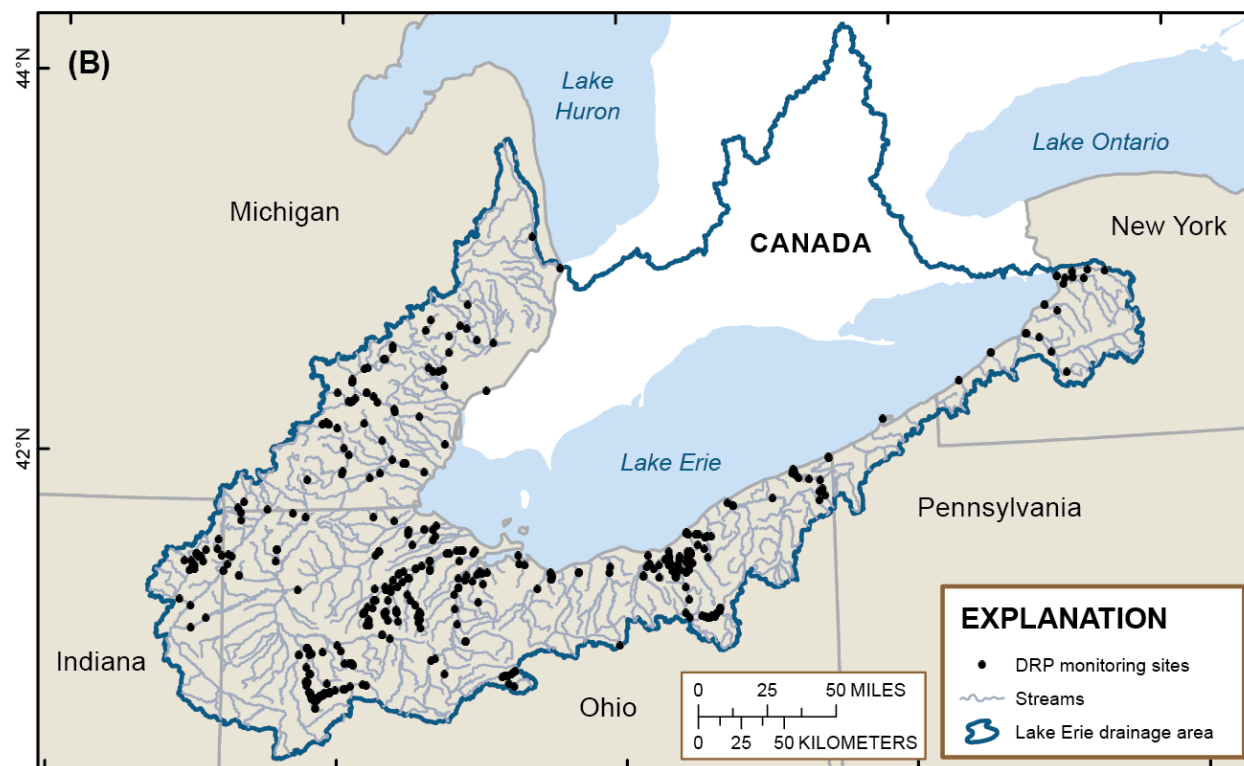 (B)
44°N
42°N
Lake
Huron
Lake Ontario
Michigan
New York
CANADA
Lake Erie
Pennsylvania
Indiana
Ohio
0 25 50 MILES
0 25 50 KILOMETERS
EXPLANATION
DRP monitoring sites
Streams
Lake Erie drainage area